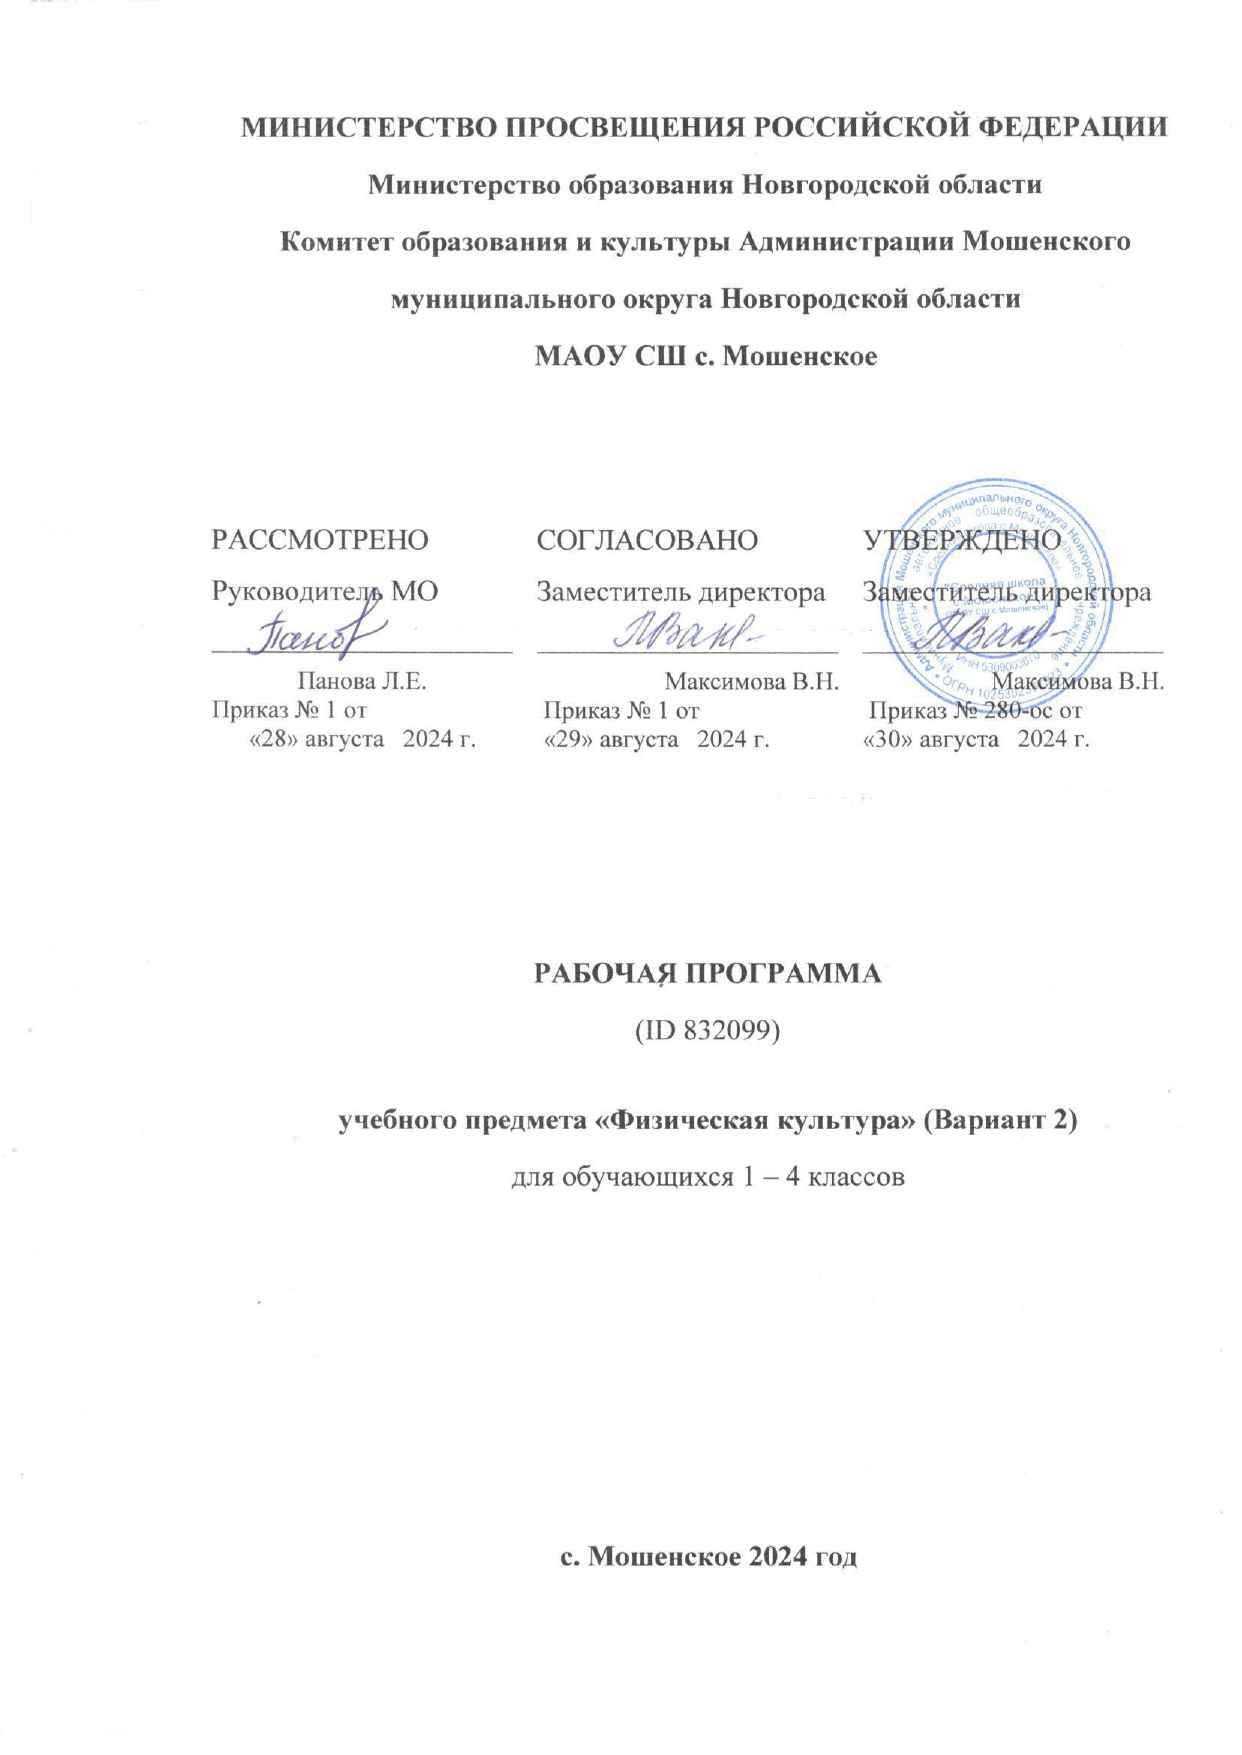 МИНИСТЕРСТВО ПРОСВЕЩЕНИЯ РОССИЙСКОЙ ФЕДЕРАЦИИ
Министерство образования Новгородской области
Комитет образования и культуры Администрации Мошенского
муниципального округа Новгородской области
МАОУ СШ с. Мошенское
РАССМОТРЕНО
Руководитель МО
Панова Л.Е.
Приказ № 1 от
«28» августа 2024 г.
СОГЛАСОВАНО
Заместитель директора
Максимова В.Н.
Приказ № 1 от
«29» августа 2024 г.
УТВЕРЖДЕНО
Заместитель директора
Максимова В.Н.
Приказ № 280-ос от
«30» августа 2024 г.
РАБОЧАЯ ПРОГРАММА
(ID 832099)
учебного предмета «Физическая культура» (Вариант 2)
для обучающихся 1 – 4 классов
с. Мошенское 2024 год